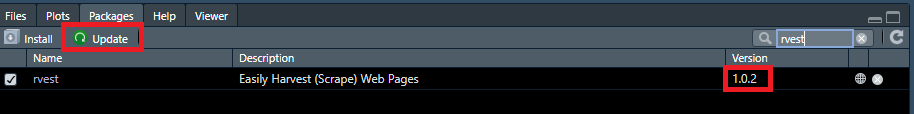 Files Plots Packages Help Viewer
Install Update rvest
Name Description Version
rvest Easily Harvest (Scrape) Web Pages 1.0.2